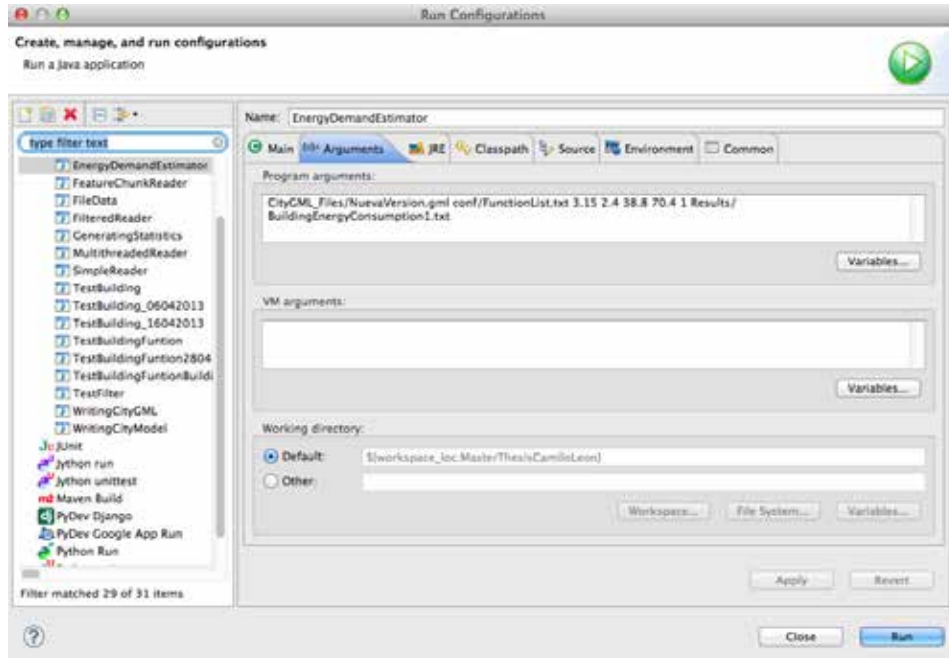 Run Configurations
Create, manage, and run configurations
Run a Java application
Name: EnergyDemandEstimator
type filter text
Main Arguments JRE Classpath Source Environment Common
EnergyDemandEstimator
FeatureChunkReader
FileData
FilteredReader
GeneratingStatistics
MultithreadedReader
SimpleReader
TestBuilding
TestBuilding_06042013
TestBuilding_16042013
TestBuildingFuntion
TestBuildingFuntion2804
TestBuildingFuntionBuildi
TestFilter
WritingCityGML
WritingCityModel
JUnit
Jython run
Jython unittest
Maven Build
PyDev Django
PyDev Google App Run
Python Run
Filter matched 29 of 31 items
Program arguments:
CityGML_Files/NuevaVersion.gml conf/FunctionList.txt 3.15 2.4 38.8 70.4 1 Results/
BuildingEnergyConsumption1.txt
Variables...
VM arguments:
Variables...
Working directory:
Default: ${workspace_loc:MasterThesisCamiloLeon}
Other:
Workspace... File System... Variables...
Apply Revert
Close Run